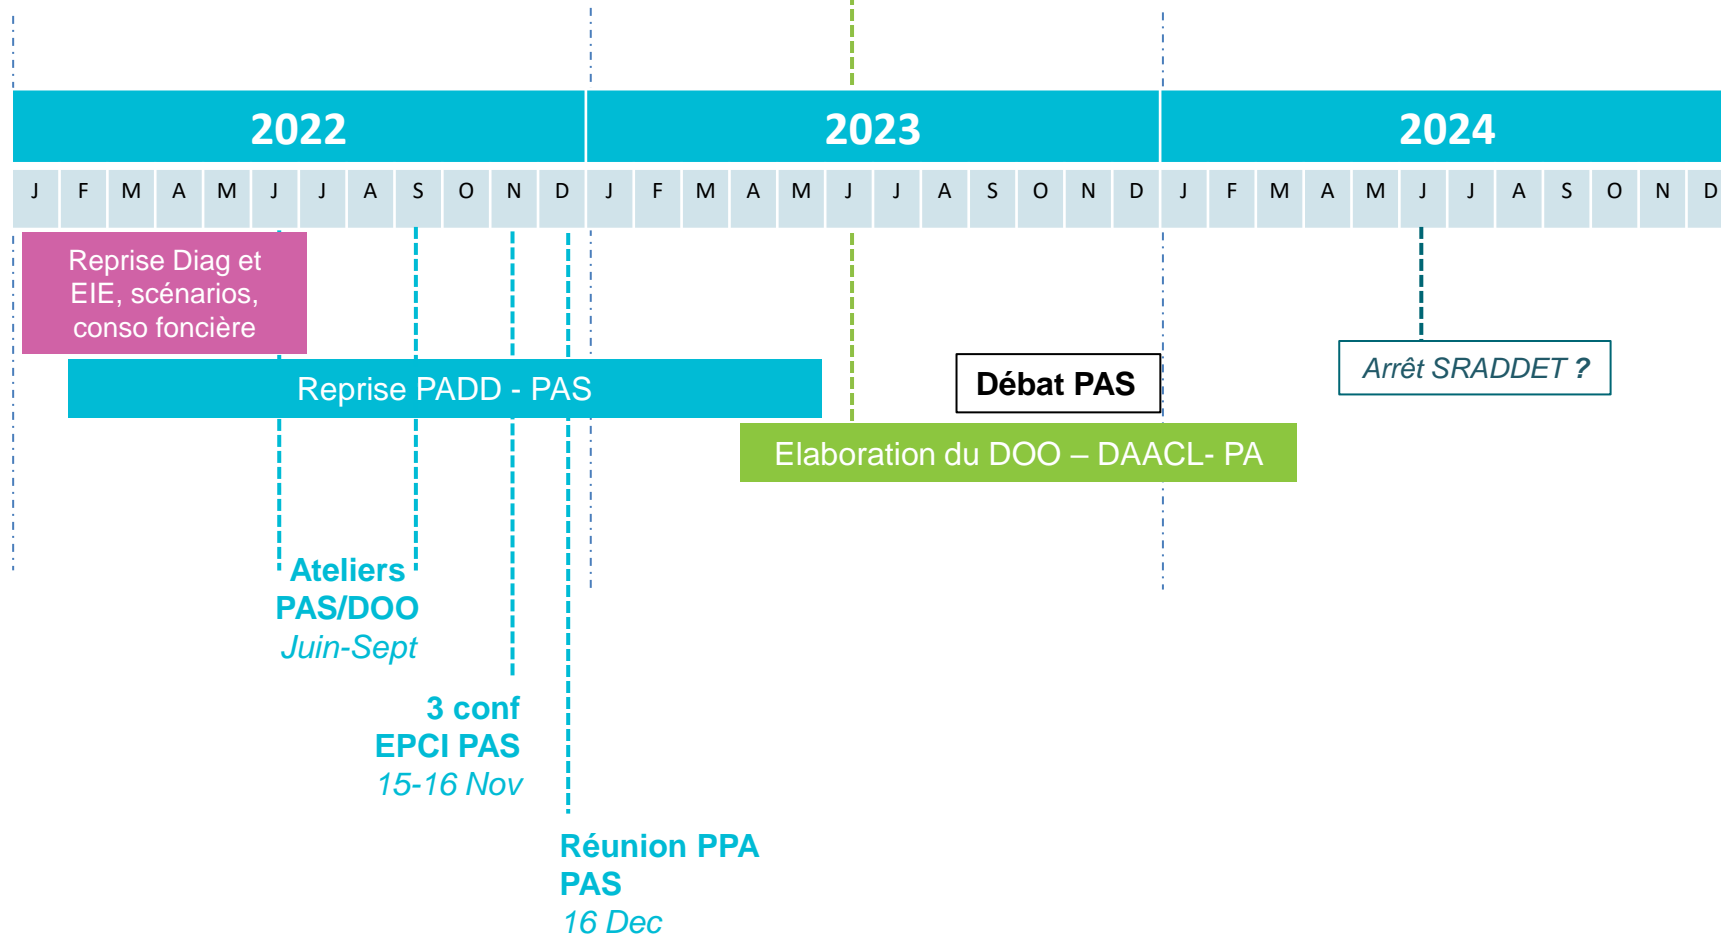 2022 2023 2024
J F M A M J J A S O N D J F M A M J J A S O N D J F M A M J J A S O N D
Reprise Diag et
EIE, scénarios,
conso foncière
Reprise PADD - PAS
Débat PAS
Arrêt SRADDET ?
Elaboration du DOO – DAACL- PA
Ateliers
PAS/DOO
Juin-Sept
3 conf
EPCI PAS
15-16 Nov
Réunion PPA
PAS
16 Dec